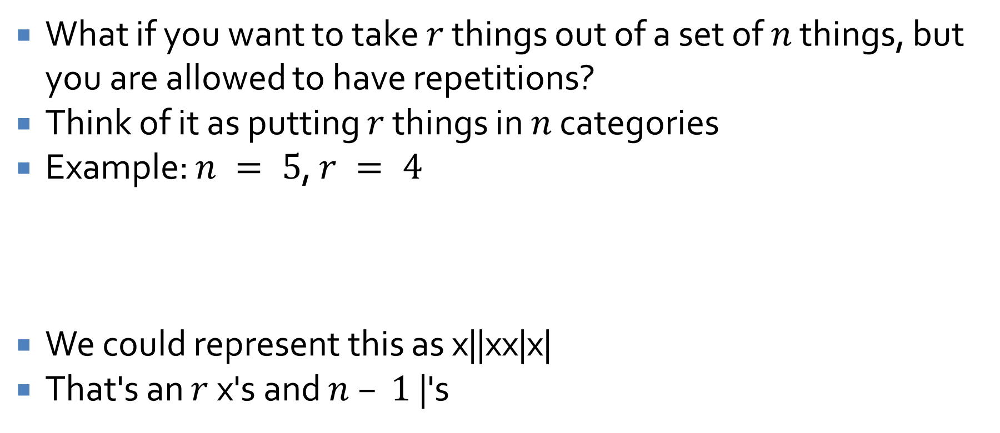 ▪ What if you want to take r things out of a set of n things, but
you are allowed to have repetitions?
▪ Think of it as putting r things in n categories
▪ Example: n = 5, r = 4
▪ We could represent this as x||xx|x|
▪ That's an r x's and n – 1 |'s